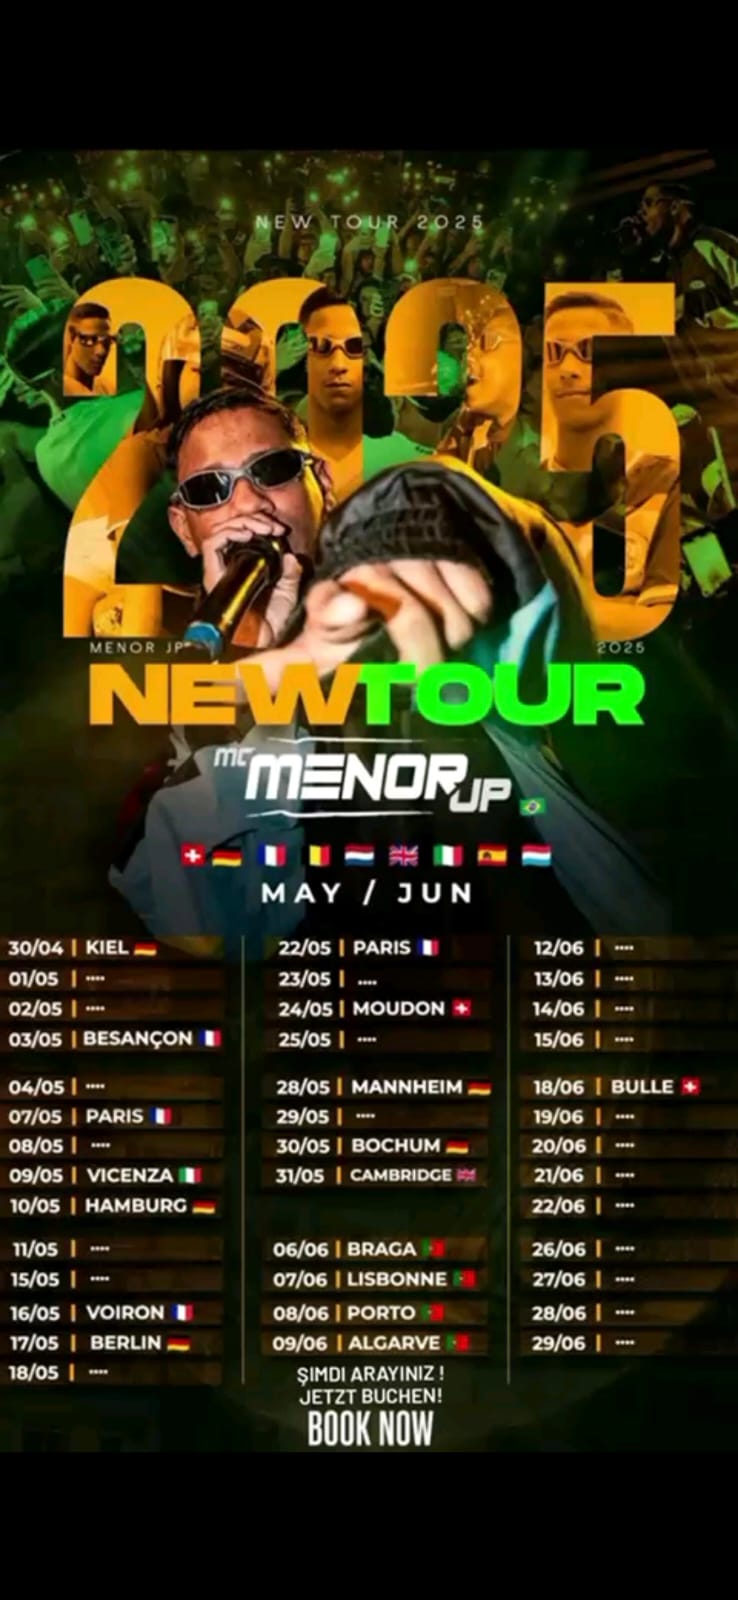 NEW TOUR 2025
2025
MENOR JP
2025
NEW TOUR
MC MENOR JP
MAY / JUN
30/04 | KIEL
01/05 | ....
02/05 | ....
03/05 | BESANÇON
04/05 | ....
07/05 | PARIS
08/05 | ....
09/05 | VICENZA
10/05 | HAMBURG
11/05 | ....
15/05 | ....
16/05 | VOIRON
17/05 | BERLIN
18/05 | ....
22/05 | PARIS
23/05 | ....
24/05 | MOUDON
25/05 | ....
28/05 | MANNHEIM
29/05 | ....
30/05 | BOCHUM
31/05 | CAMBRIDGE
06/06 | BRAGA
07/06 | LISBONNE
08/06 | PORTO
09/06 | ALGARVE
12/06 | ....
13/06 | ....
14/06 | ....
15/06 | ....
18/06 | BULLE
19/06 | ....
20/06 | ....
21/06 | ....
22/06 | ....
26/06 | ....
27/06 | ....
28/06 | ....
29/06 | ....
ŞIMDI ARAYINIZ !
JETZT BUCHEN!
BOOK NOW